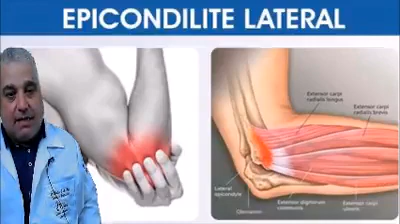 EPICONDILITE LATERAL
Extensor carpi
radialis longus
Extensor carpi
radialis brevis
Lateral
epicondyle
Olecranon
Extensor digitorum
communis
Extensor carpi
ulnaris